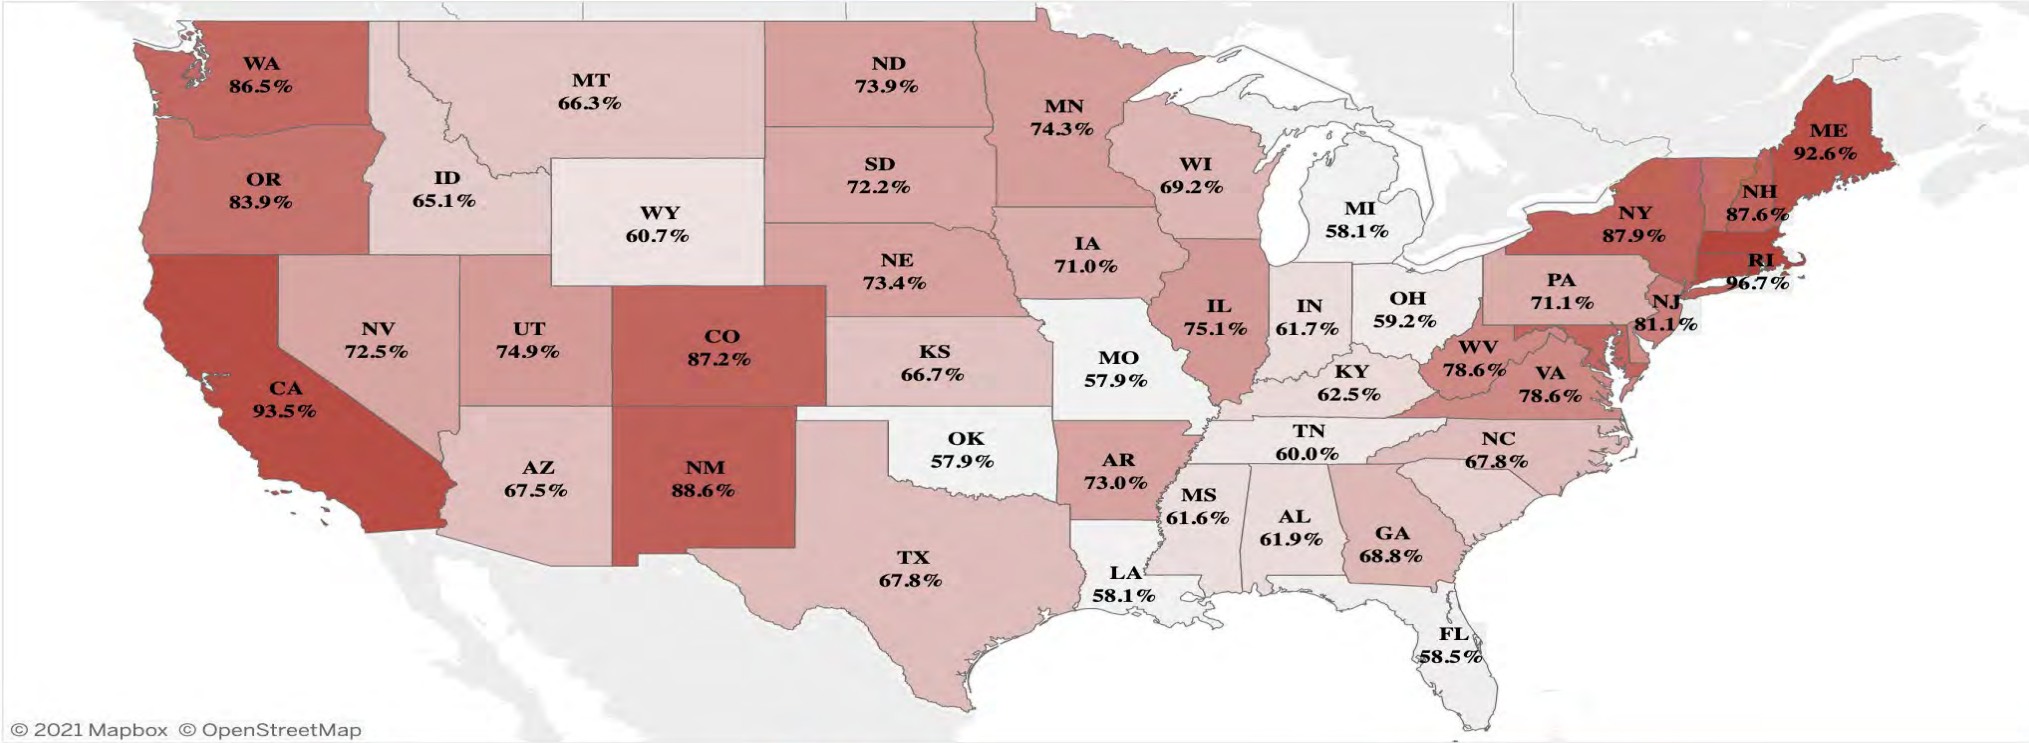 WA
86.5%
MT
66.3%
ND
73.9%
MN
74.3%
ME
92.6%
OR
83.9%
ID
65.1%
WY
60.7%
SD
72.2%
WI
69.2%
MI
58.1%
NY
87.9%
NH
87.6%
RI
96.7%
NE
73.4%
IA
71.0%
PA
71.1%
NJ
81.1%
NV
72.5%
UT
74.9%
CO
87.2%
KS
66.7%
MO
57.9%
IL
75.1%
IN
61.7%
OH
59.2%
WV
78.6%
VA
78.6%
KY
62.5%
CA
93.5%
AZ
67.5%
NM
88.6%
OK
57.9%
AR
73.0%
TN
60.0%
NC
67.8%
MS
61.6%
AL
61.9%
GA
68.8%
TX
67.8%
LA
58.1%
FL
58.5%
© 2021 Mapbox © OpenStreetMap